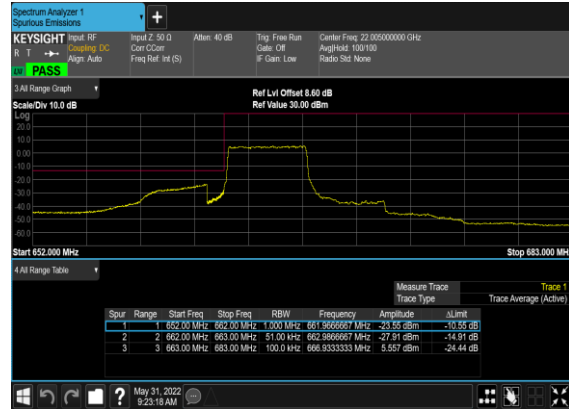 Spectrum Analyzer 1
Spurious Emissions
+
KEYSIGHT Input: RF Input Z: 50 Ω Atten: 40 dB Trig: Free Run Center Freq: 22.005000000 GHz
R T Coupling: DC Corr CCorr Gate: Off Avg|Hold: 100/100
Align: Auto Freq Ref: Int (S) IF Gain: Low Radio Std: None
LM PASS
3 All Range Graph
Ref Lvl Offset 8.60 dB
Scale/Div 10.0 dB Ref Value 30.00 dBm
Log
20.0
10.0
0.00
-10.0
-20.0
-30.0
-40.0
-50.0
-60.0
Start 652.000 MHz Stop 683.000 MH
4 All Range Table
Measure Trace Trace 1
Trace Type Trace Average (Active)
Spur Range Start Freq Stop Freq RBW Frequency Amplitude ΔLimit
1 1 652.00 MHz 662.00 MHz 1.000 MHz 661.9666667 MHz -23.55 dBm -10.55 dB
2 2 662.00 MHz 663.00 MHz 51.00 kHz 662.9866667 MHz -27.91 dBm -14.91 dB
3 3 663.00 MHz 683.00 MHz 100.0 kHz 666.9333333 MHz 5.557 dBm -24.44 dB
? May 31, 2022
9:23:18 AM